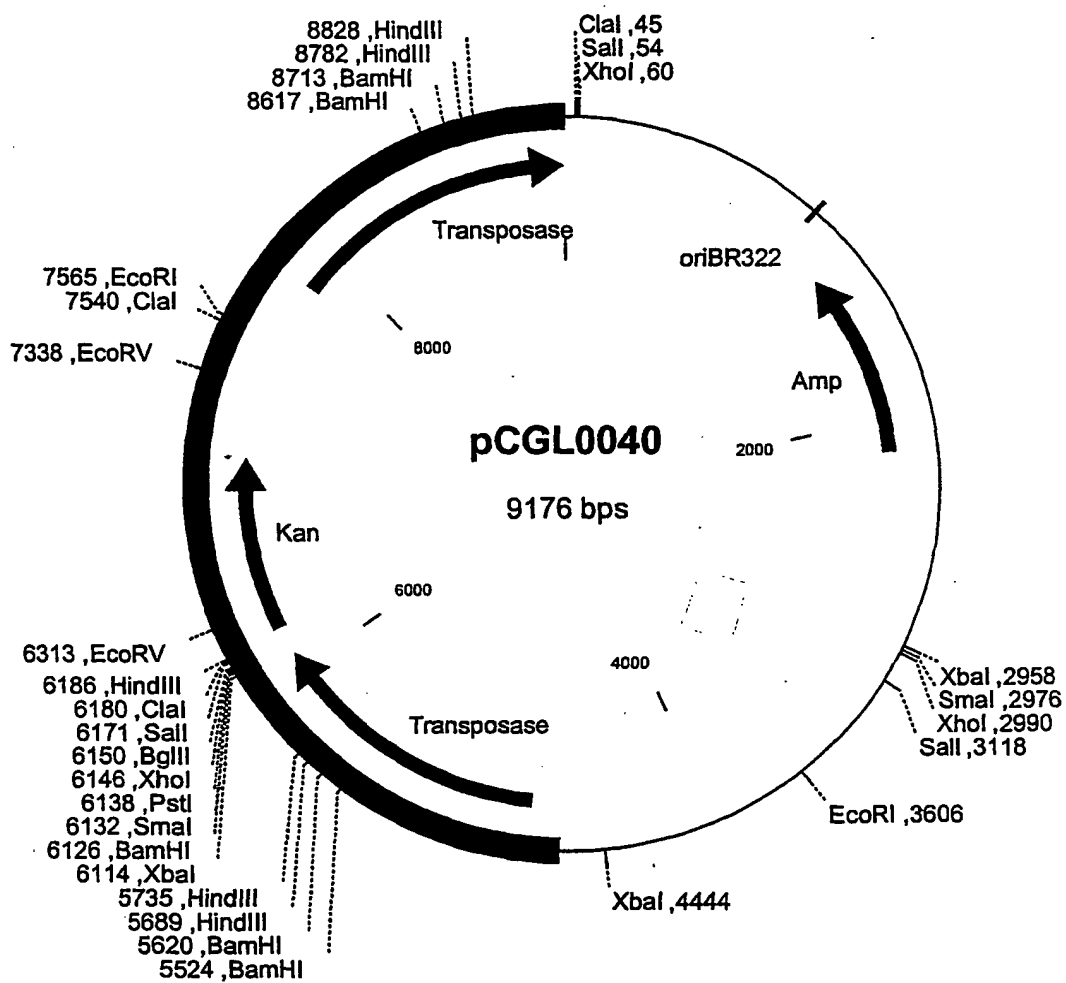 8828 ,HindIII
8782 ,HindIII
8713 ,BamHI
8617 ,BamHI
ClaI ,45
SalI ,54
XhoI ,60
Transposase
oriBR322
7565 ,EcoRI
7540 ,ClaI
7338 ,EcoRV
8000
Amp
pCGL0040
2000
9176 bps
Kan
6000
4000
6313 ,EcoRV
6186 ,HindIII
6180 ,ClaI
6171 ,SalI
6150 ,BglII
6146 ,XhoI
6138 ,PstI
6132 ,SmaI
6126 ,BamHI
6114 ,XbaI
5735 ,HindIII
5689 ,HindIII
5620 ,BamHI
5524 ,BamHI
Transposase
XbaI ,2958
SmaI ,2976
XhoI ,2990
SalI ,3118
EcoRI ,3606
XbaI ,4444